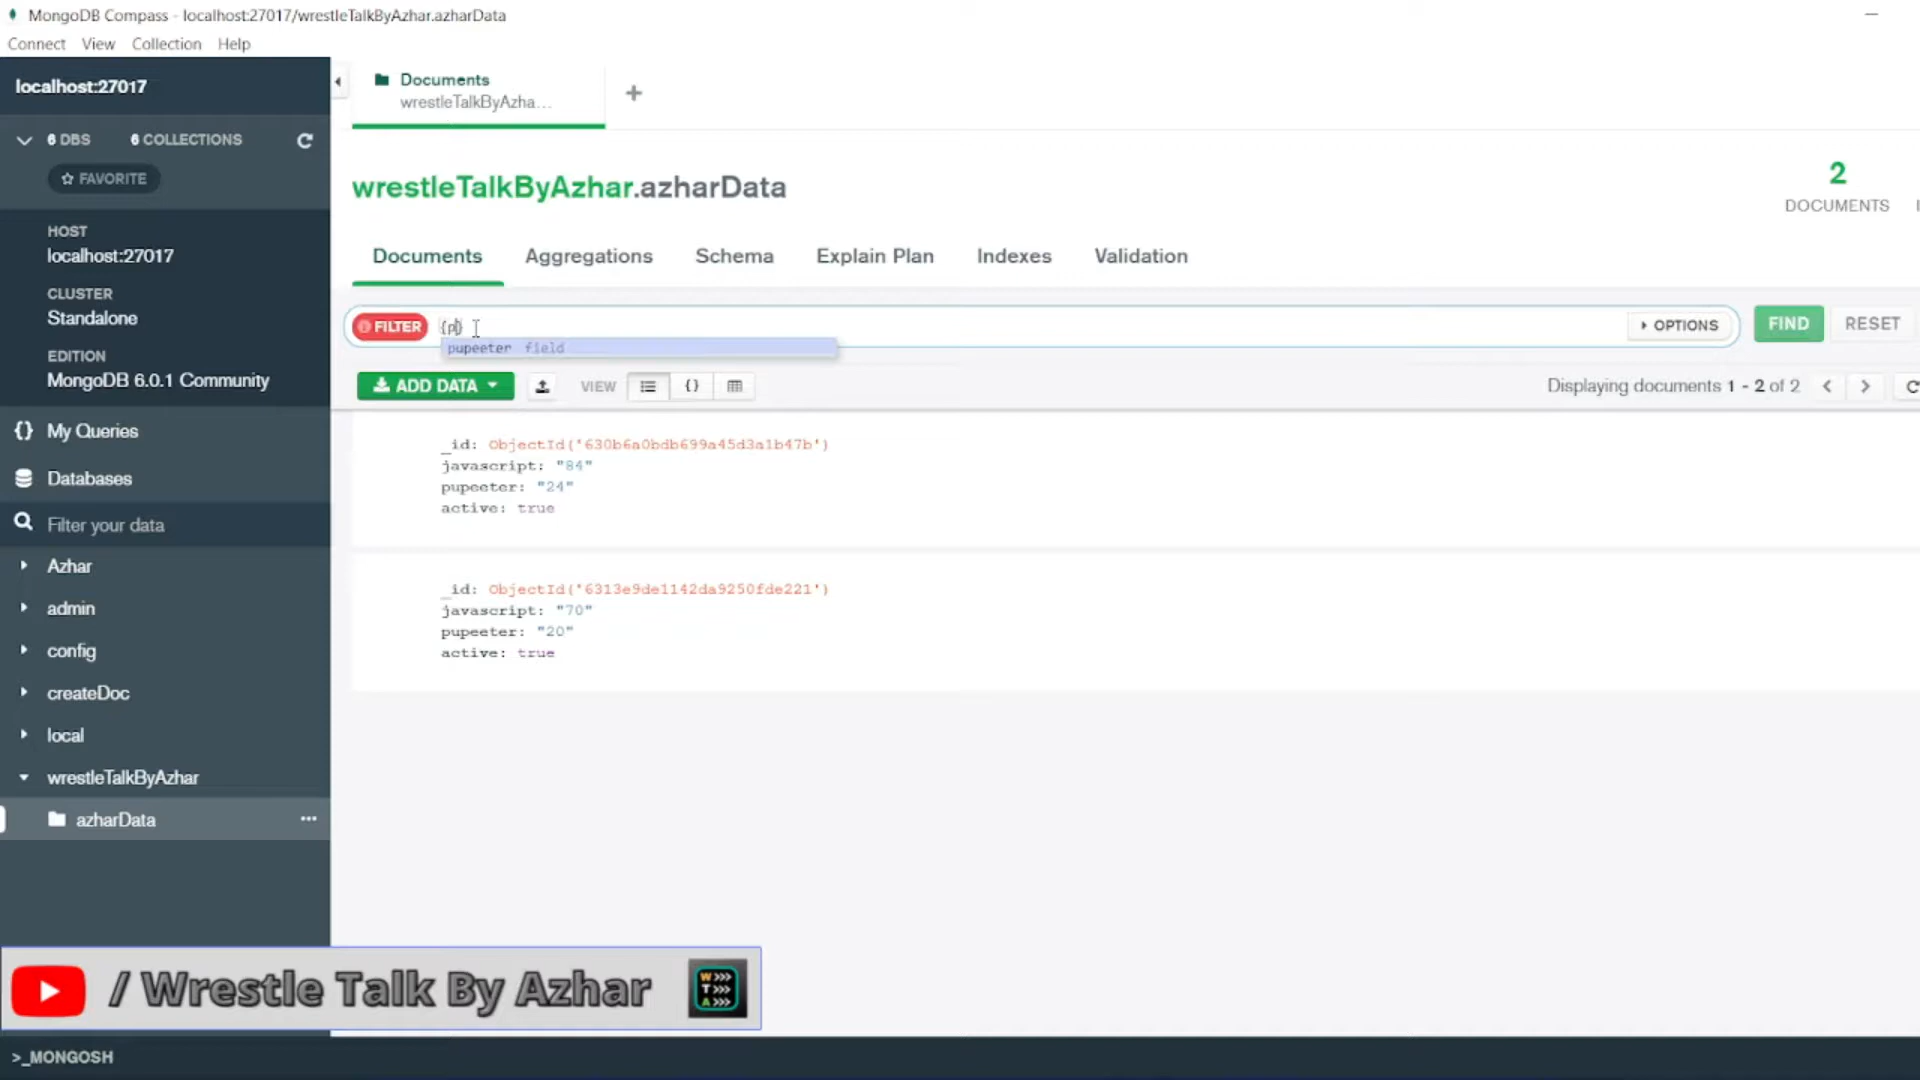 MongoDB Compass - localhost:27017/wrestleTalkByAzhar.azharData
Connect View Collection Help
localhost:27017
6 DBS 6 COLLECTIONS
FAVORITE
HOST
localhost:27017
CLUSTER
Standalone
EDITION
MongoDB 6.0.1 Community
{} My Queries
Databases
Filter your data
Azhar
admin
config
createDoc
local
wrestleTalkByAzhar
azharData
Documents
wrestleTalkByAzha...
wrestleTalkByAzhar.azharData
2
DOCUMENTS
Documents Aggregations Schema Explain Plan Indexes Validation
FILTER {p} OPTIONS FIND RESET
pupeeter field
ADD DATA VIEW {} Displaying documents 1 - 2 of 2
_id: ObjectId('630b6a0bdb699a45d3a1b47b')
javascript: "84"
pupeeter: "24"
active: true
_id: ObjectId('6313e9de1142da9250fde221')
javascript: "70"
pupeeter: "20"
active: true
/ Wrestle Talk By Azhar
W >>>
T >>>
A >>>
>_MONGOSH